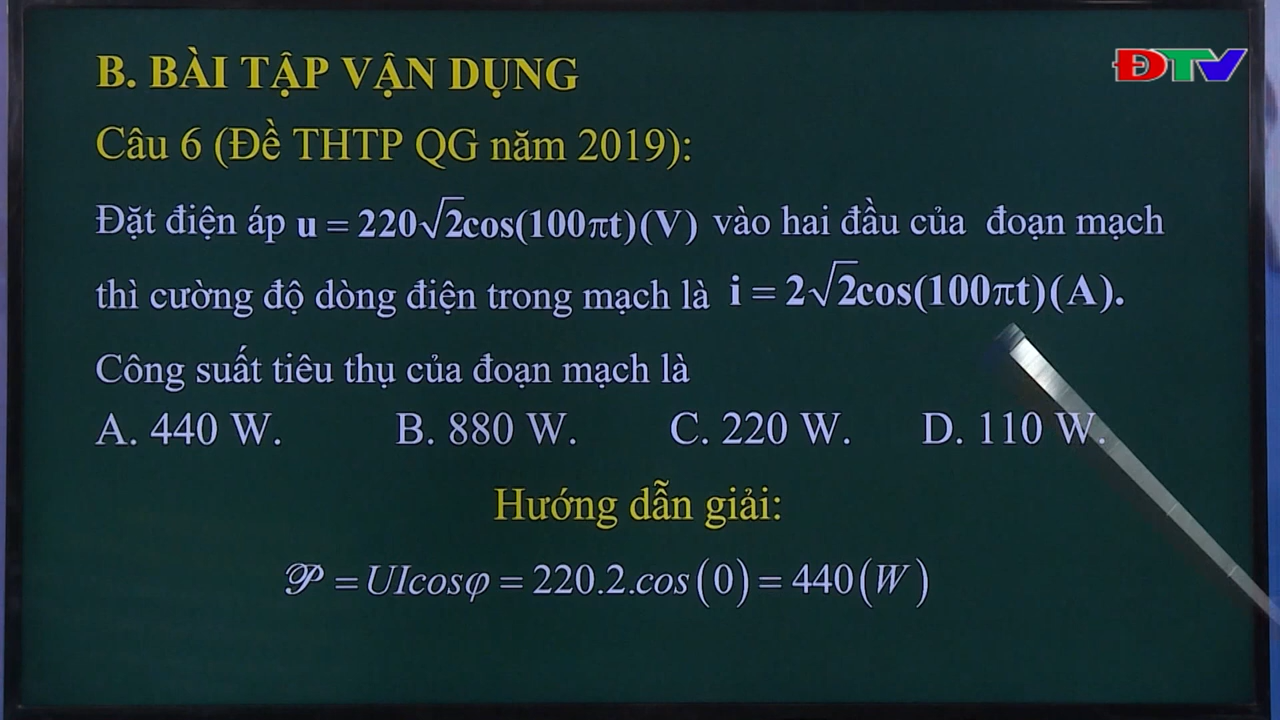 ĐTV
B. BÀI TẬP VẬN DỤNG
Câu 6 (Đề THTP QG năm 2019):
Đặt điện áp u = 220√2cos(100πt)(V) vào hai đầu của đoạn mạch
thì cường độ dòng điện trong mạch là i = 2√2cos(100πt)(A).
Công suất tiêu thụ của đoạn mạch là
A. 440 W. B. 880 W. C. 220 W. D. 110 W.
Hướng dẫn giải:
𝒫 = UIcosφ = 220.2.cos(0) = 440(W)